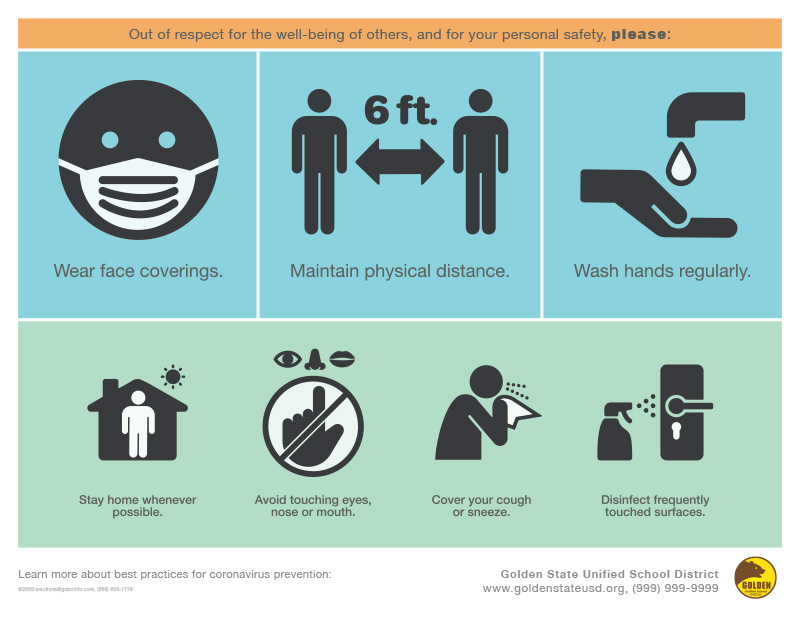 Out of respect for the well-being of others, and for your personal safety, please:
6 ft.
Wear face coverings.
Maintain physical distance.
Wash hands regularly.
Stay home whenever
possible.
Avoid touching eyes,
nose or mouth.
Cover your cough
or sneeze.
Disinfect frequently
touched surfaces.
Learn more about best practices for coronavirus prevention:
Golden State Unified School District
www.goldenstateusd.org, (999) 999-9999
GOLDEN
Unified School
District